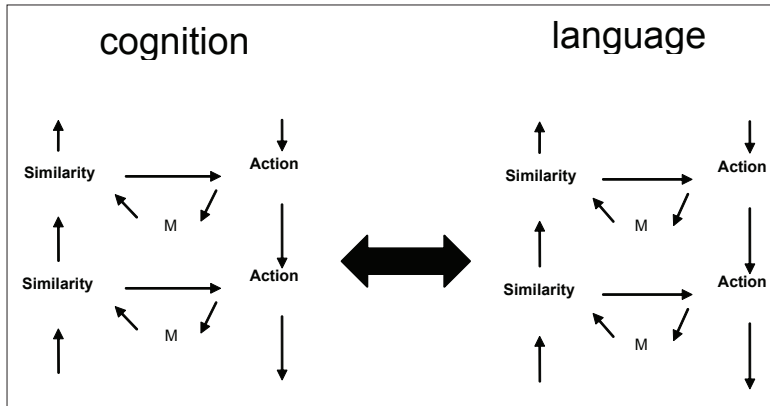 cognition
Similarity
Action
M
Similarity
Action
M
language
Similarity
Action
M
Similarity
Action
M